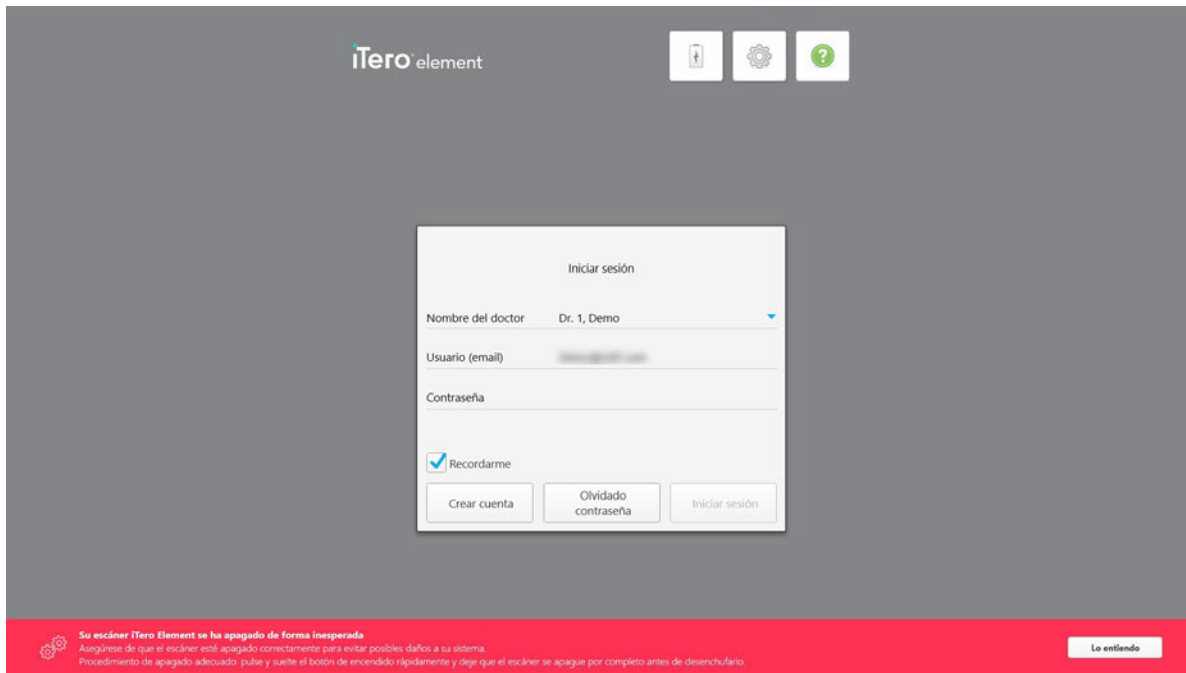 iTero element
Iniciar sesión
Nombre del doctor Dr. 1, Demo
Usuario (email)
Contraseña
Recordarme
Crear cuenta
Olvidado
contraseña
Iniciar sesión
Su escáner iTero Element se ha apagado de forma inesperada
Asegúrese de que el escáner esté apagado correctamente para evitar posibles daños a su sistema.
Procedimiento de apagado adecuado: pulse y suelte el botón de encendido rápidamente y deje que el escáner se apague por completo antes de desenchufarlo.
Lo entiendo